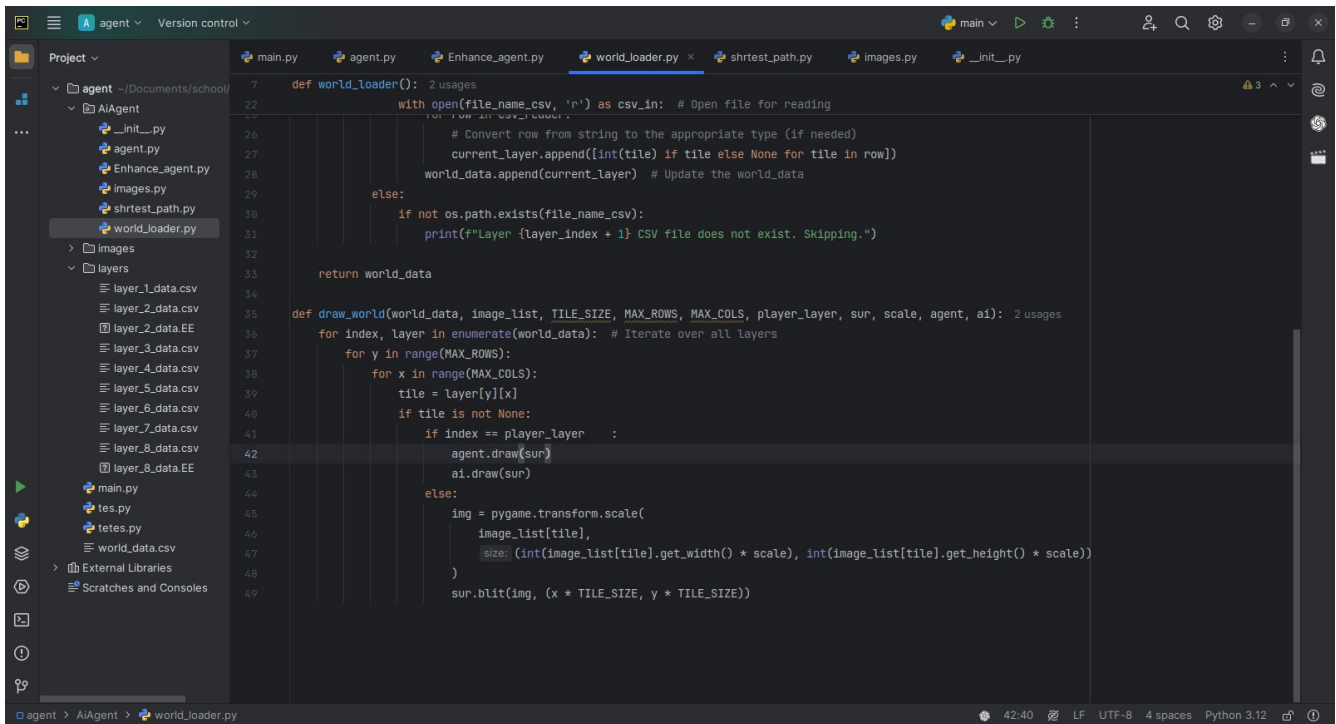 PC
A agent Version control
main
Project
main.py agent.py Enhance_agent.py world_loader.py × shrtest_path.py images.py __init__.py
agent ~/Documents/school/
AiAgent
__init__.py
agent.py
Enhance_agent.py
images.py
shrtest_path.py
world_loader.py
images
layers
layer_1_data.csv
layer_2_data.csv
layer_2_data.EE
layer_3_data.csv
layer_4_data.csv
layer_5_data.csv
layer_6_data.csv
layer_7_data.csv
layer_8_data.csv
layer_8_data.EE
main.py
tes.py
tetes.py
world_data.csv
External Libraries
Scratches and Consoles
3
7 def world_loader(): 2 usages
22 with open(file_name_csv, 'r') as csv_in: # Open file for reading
for row in csv_reader:
26 # Convert row from string to the appropriate type (if needed)
27 current_layer.append([int(tile) if tile else None for tile in row])
28 world_data.append(current_layer) # Update the world_data
29 else:
30 if not os.path.exists(file_name_csv):
31 print(f"Layer {layer_index + 1} CSV file does not exist. Skipping.")
32
33 return world_data
34
35 def draw_world(world_data, image_list, TILE_SIZE, MAX_ROWS, MAX_COLS, player_layer, sur, scale, agent, ai): 2 usages
36 for index, layer in enumerate(world_data): # Iterate over all layers
37 for y in range(MAX_ROWS):
38 for x in range(MAX_COLS):
39 tile = layer[y][x]
40 if tile is not None:
41 if index == player_layer :
42 agent.draw(sur)
43 ai.draw(sur)
44 else:
45 img = pygame.transform.scale(
46 image_list[tile],
47 size: (int(image_list[tile].get_width() * scale), int(image_list[tile].get_height() * scale))
48 )
49 sur.blit(img, (x * TILE_SIZE, y * TILE_SIZE))
agent > AiAgent > world_loader.py
42:40 LF UTF-8 4 spaces Python 3.12